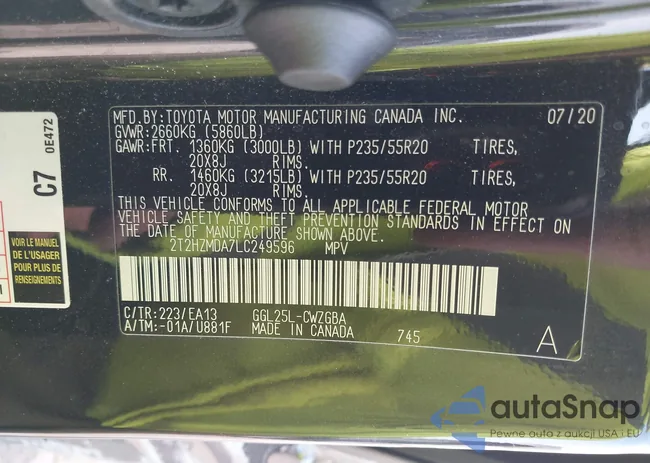 MFD.BY:TOYOTA MOTOR MANUFACTURING CANADA INC. 07/20
GVWR:2660KG (5860LB)
GAWR:FRT. 1360KG (3000LB) WITH P235/55R20 TIRES,
20X8J RIMS.
RR. 1460KG (3215LB) WITH P235/55R20 TIRES,
20X8J RIMS.
THIS VEHICLE CONFORMS TO ALL APPLICABLE FEDERAL MOTOR
VEHICLE SAFETY AND THEFT PREVENTION STANDARDS IN EFFECT ON
THE DATE OF MANUFACTURE SHOWN ABOVE.
2T2HZMDA7LC249596 MPV
C/TR:223/EA13 GGL25L-CWZGBA
A/TM:-01A/U881F MADE IN CANADA 745
A
C7
0E472
VOIR LE MANUEL
DE L'USAGER
POUR PLUS DE
RENSEIGNEMENTS
autaSnap
Pewne auta z aukcji USA i EU